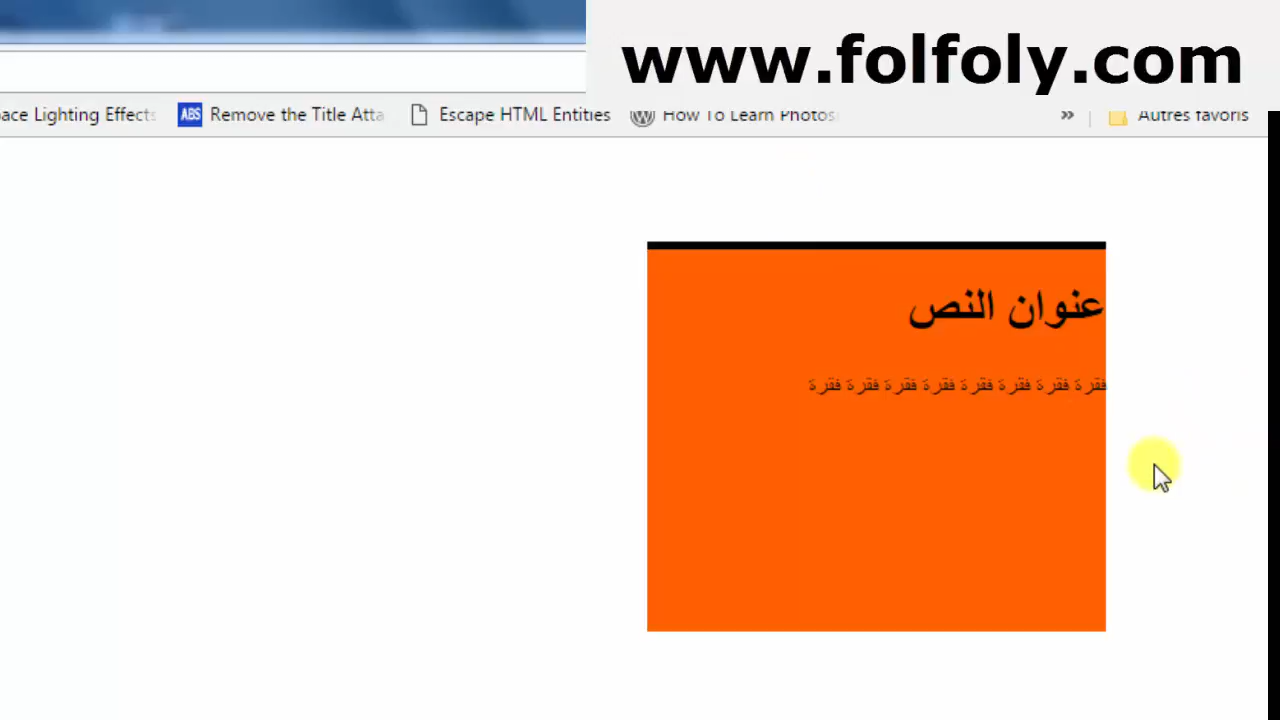 www.folfoly.com
ace Lighting Effects
ABS Remove the Title Atta
Escape HTML Entities
How To Learn Photos
»
Autres favoris
عنوان النص
فقرة فقرة فقرة فقرة فقرة فقرة فقرة فقرة